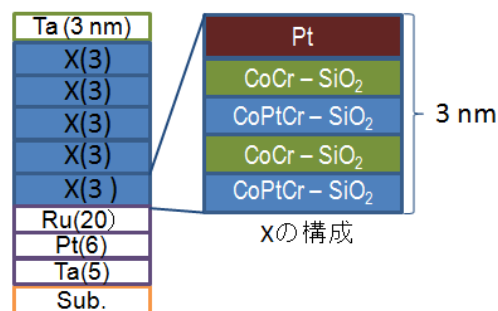 Ta (3 nm)
X(3)
X(3)
X(3)
X(3)
X(3 )
Ru(20)
Pt(6)
Ta(5)
Sub.
Pt
CoCr – SiO₂
CoPtCr – SiO₂
CoCr – SiO₂
CoPtCr – SiO₂
3 nm
Xの構成